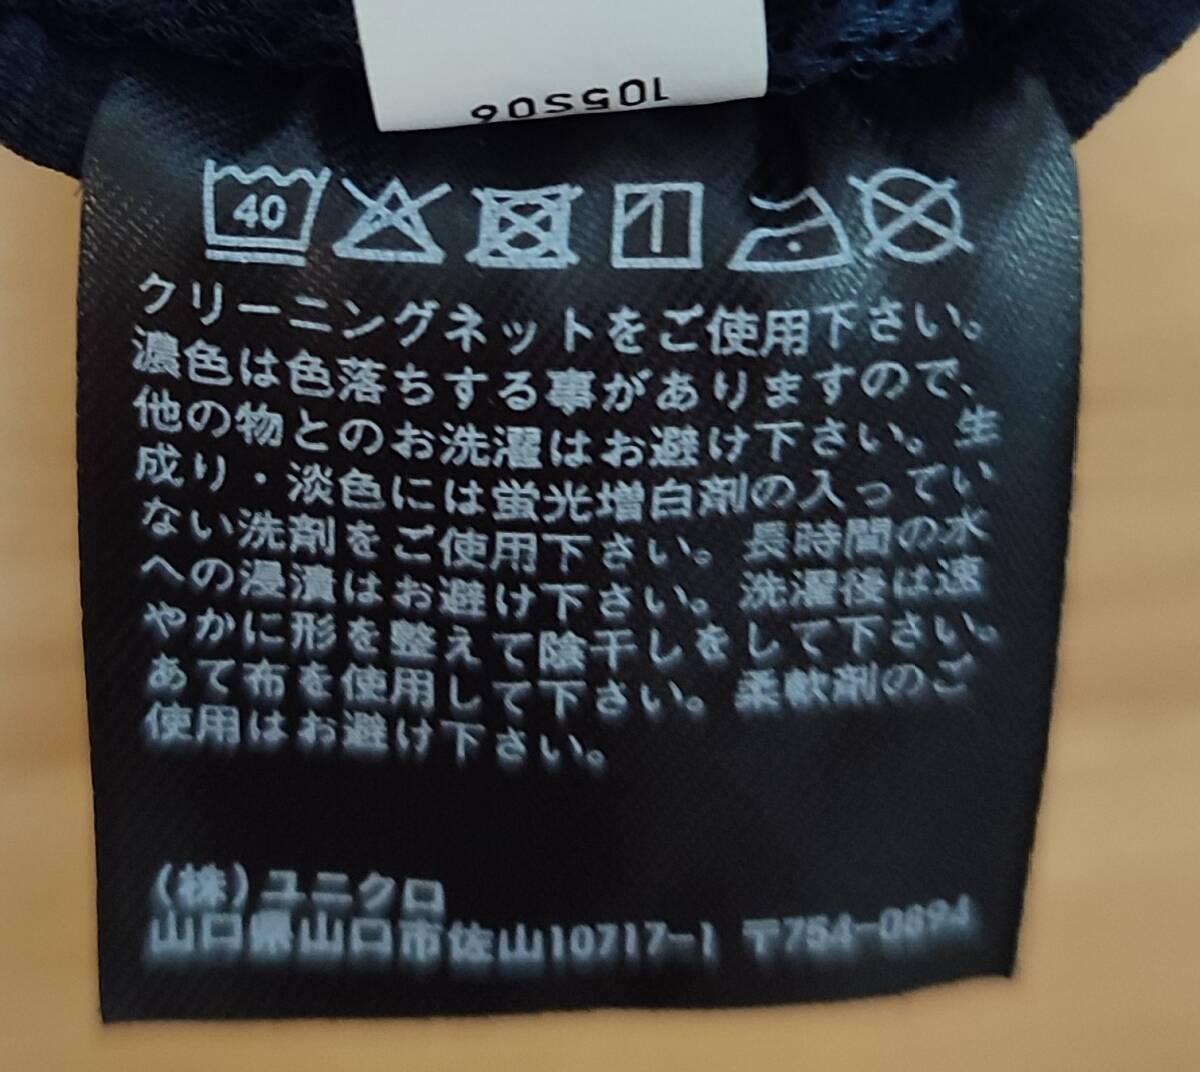 105S06
40
クリーニングネットをご使用下さい。
濃色は色落ちする事がありますので、
他の物とのお洗濯はお避け下さい。生
成り・淡色には蛍光増白剤の入ってい
ない洗剤をご使用下さい。長時間の水
への浸漬はお避け下さい。洗濯後は速
やかに形を整えて陰干しをして下さい。
あて布を使用して下さい。柔軟剤のご
使用はお避け下さい。
(株)ユニクロ
山口県山口市佐山10717-1 〒754-0894